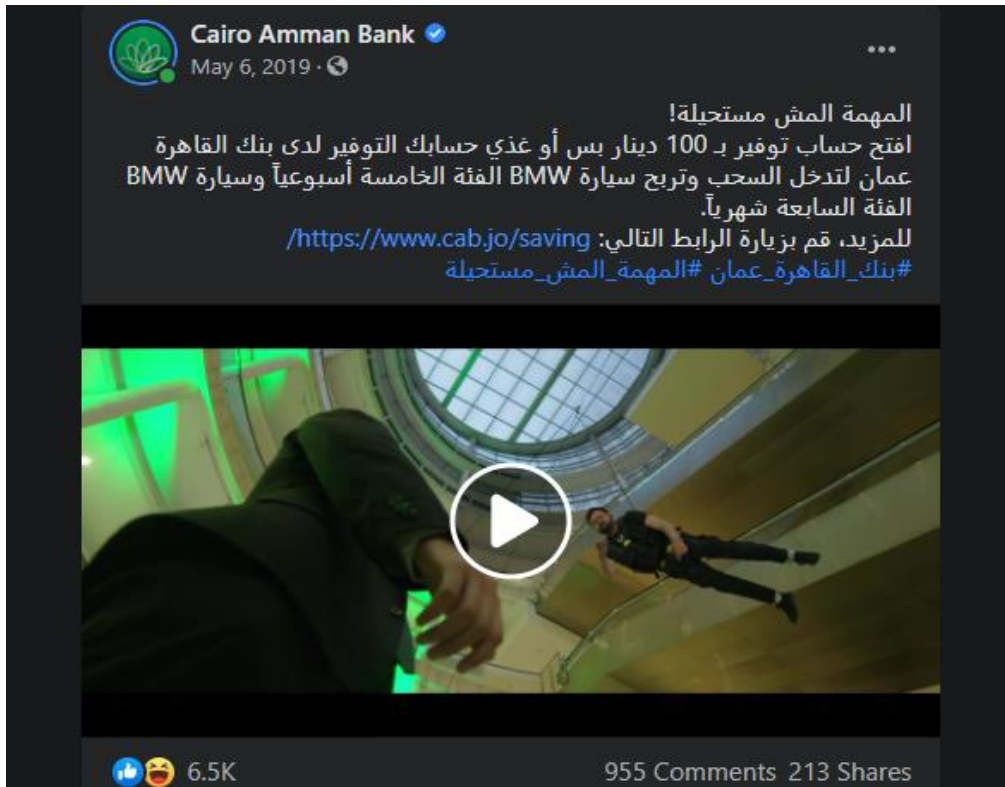 Cairo Amman Bank
May 6, 2019 ·
المهمة المش مستحيلة!
افتح حساب توفير بـ 100 دينار بس أو غذي حسابك التوفير لدى بنك القاهرة
عمان لتدخل السحب وتربح سيارة BMW الفئة الخامسة أسبوعياً وسيارة BMW
الفئة السابعة شهرياً.
للمزيد، قم بزيارة الرابط التالي: https://www.cab.jo/saving/
#بنك_القاهرة_عمان #المهمة_المش_مستحيلة
6.5K
955 Comments 213 Shares